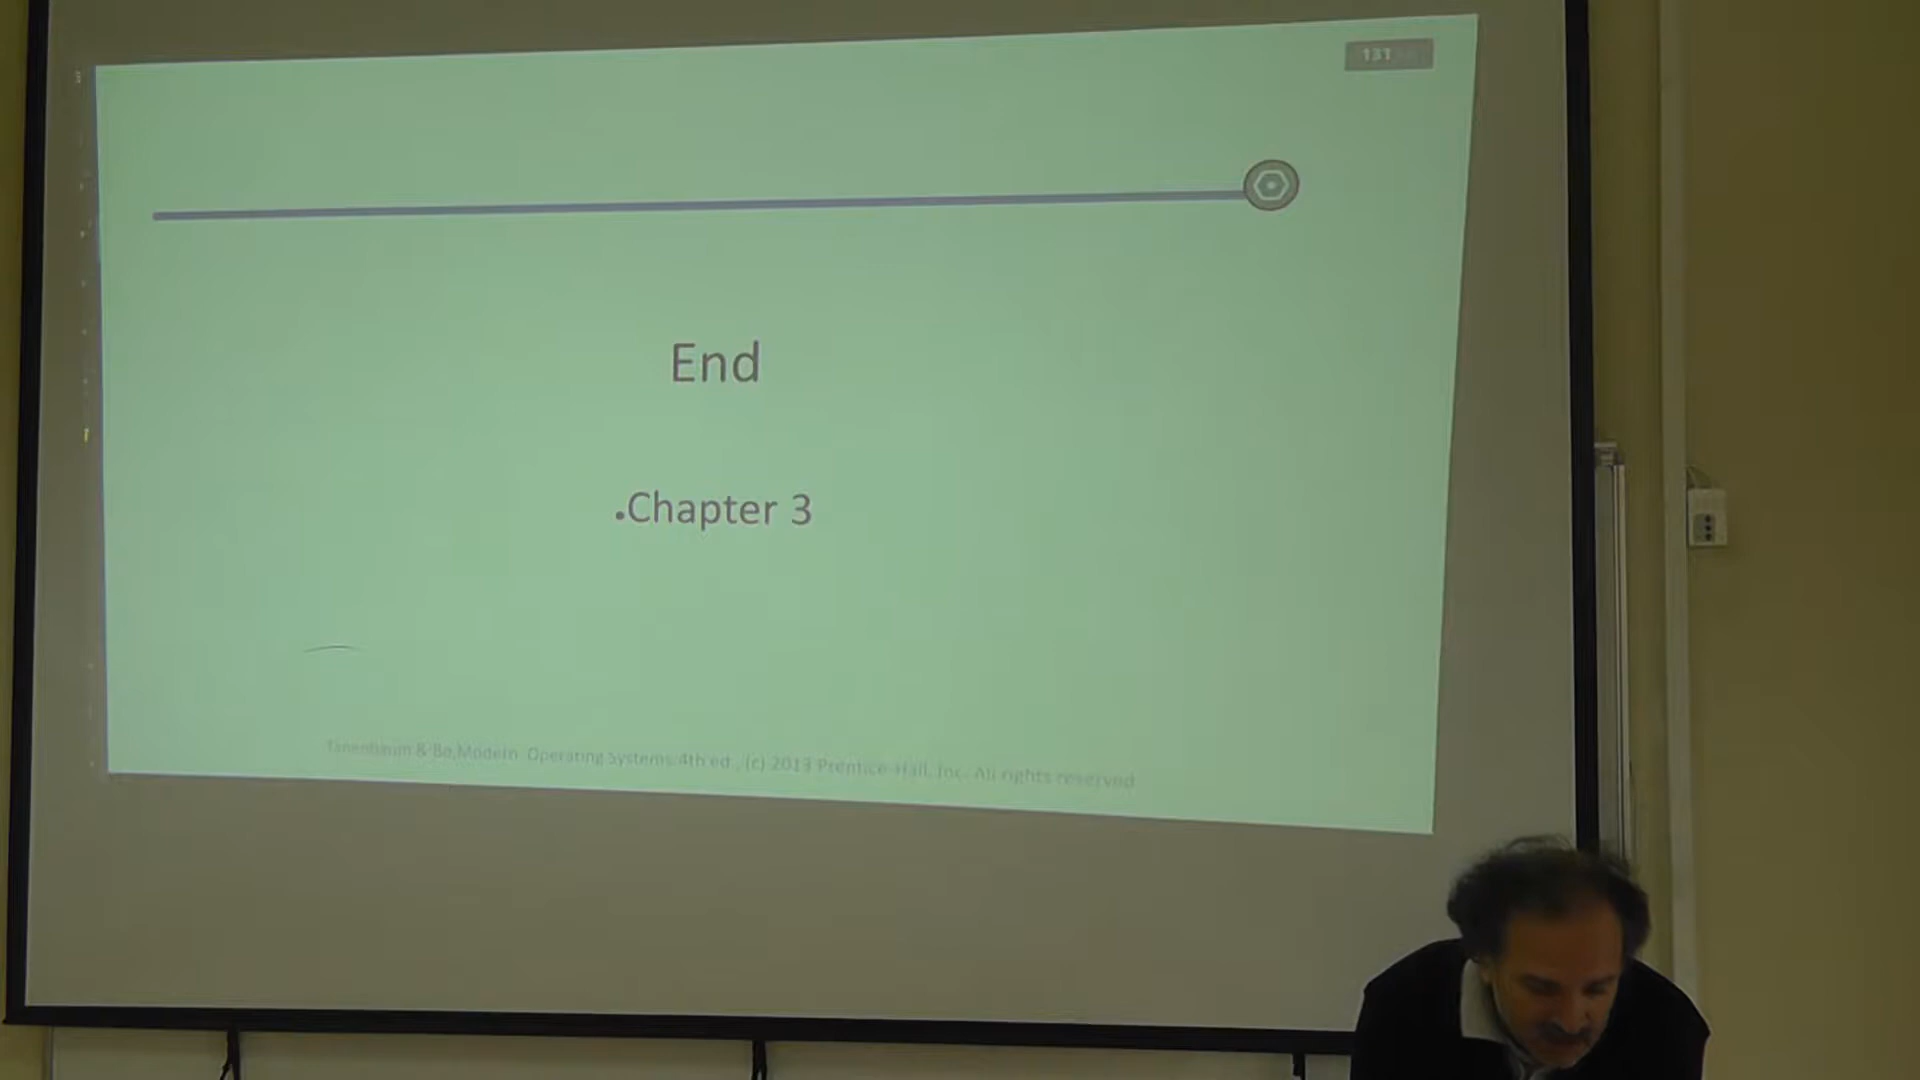 131
End
.Chapter 3
Tanenbaum & Bo,Modern Operating Systems 4th ed., (c) 2013 Prentice-Hall, Inc. All rights reserved